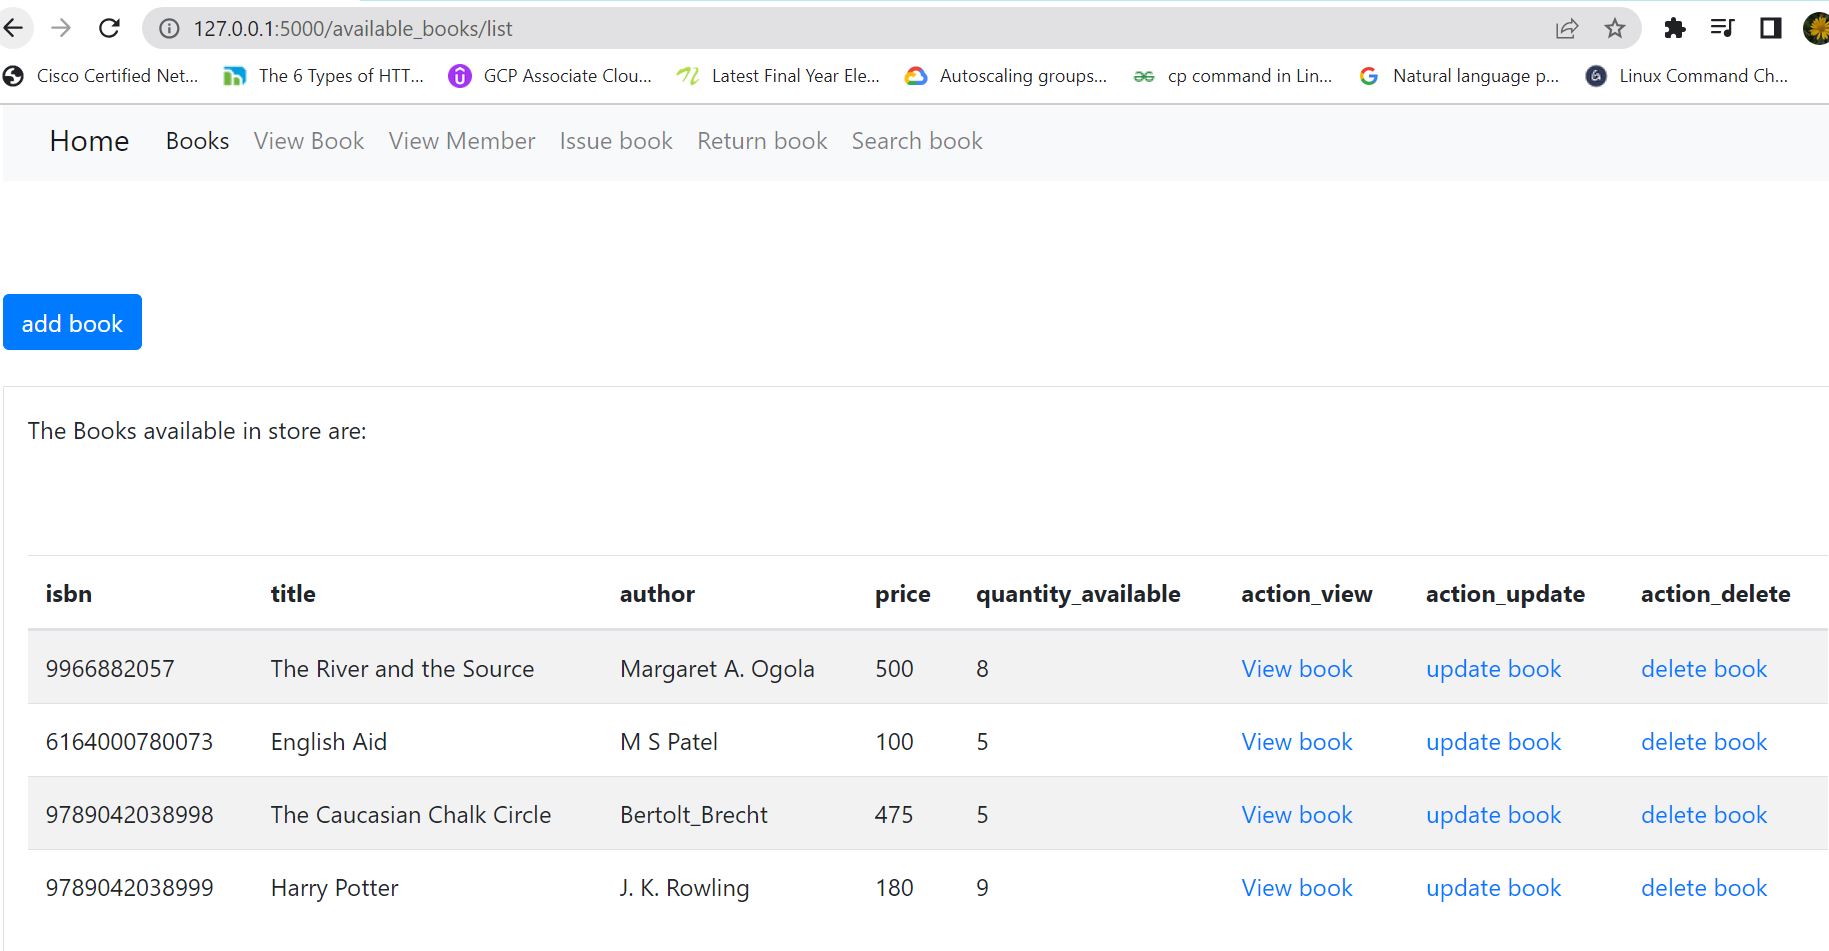 127.0.0.1:5000/available_books/list
Cisco Certified Net... The 6 Types of HTT... GCP Associate Clou... Latest Final Year Ele... Autoscaling groups... cp command in Lin... Natural language p... Linux Command Ch...
Home Books View Book View Member Issue book Return book Search book
add book
The Books available in store are:
isbn title author price quantity_available action_view action_update action_delete
9966882057 The River and the Source Margaret A. Ogola 500 8 View book update book delete book
6164000780073 English Aid M S Patel 100 5 View book update book delete book
9789042038998 The Caucasian Chalk Circle Bertolt_Brecht 475 5 View book update book delete book
9789042038999 Harry Potter J. K. Rowling 180 9 View book update book delete book